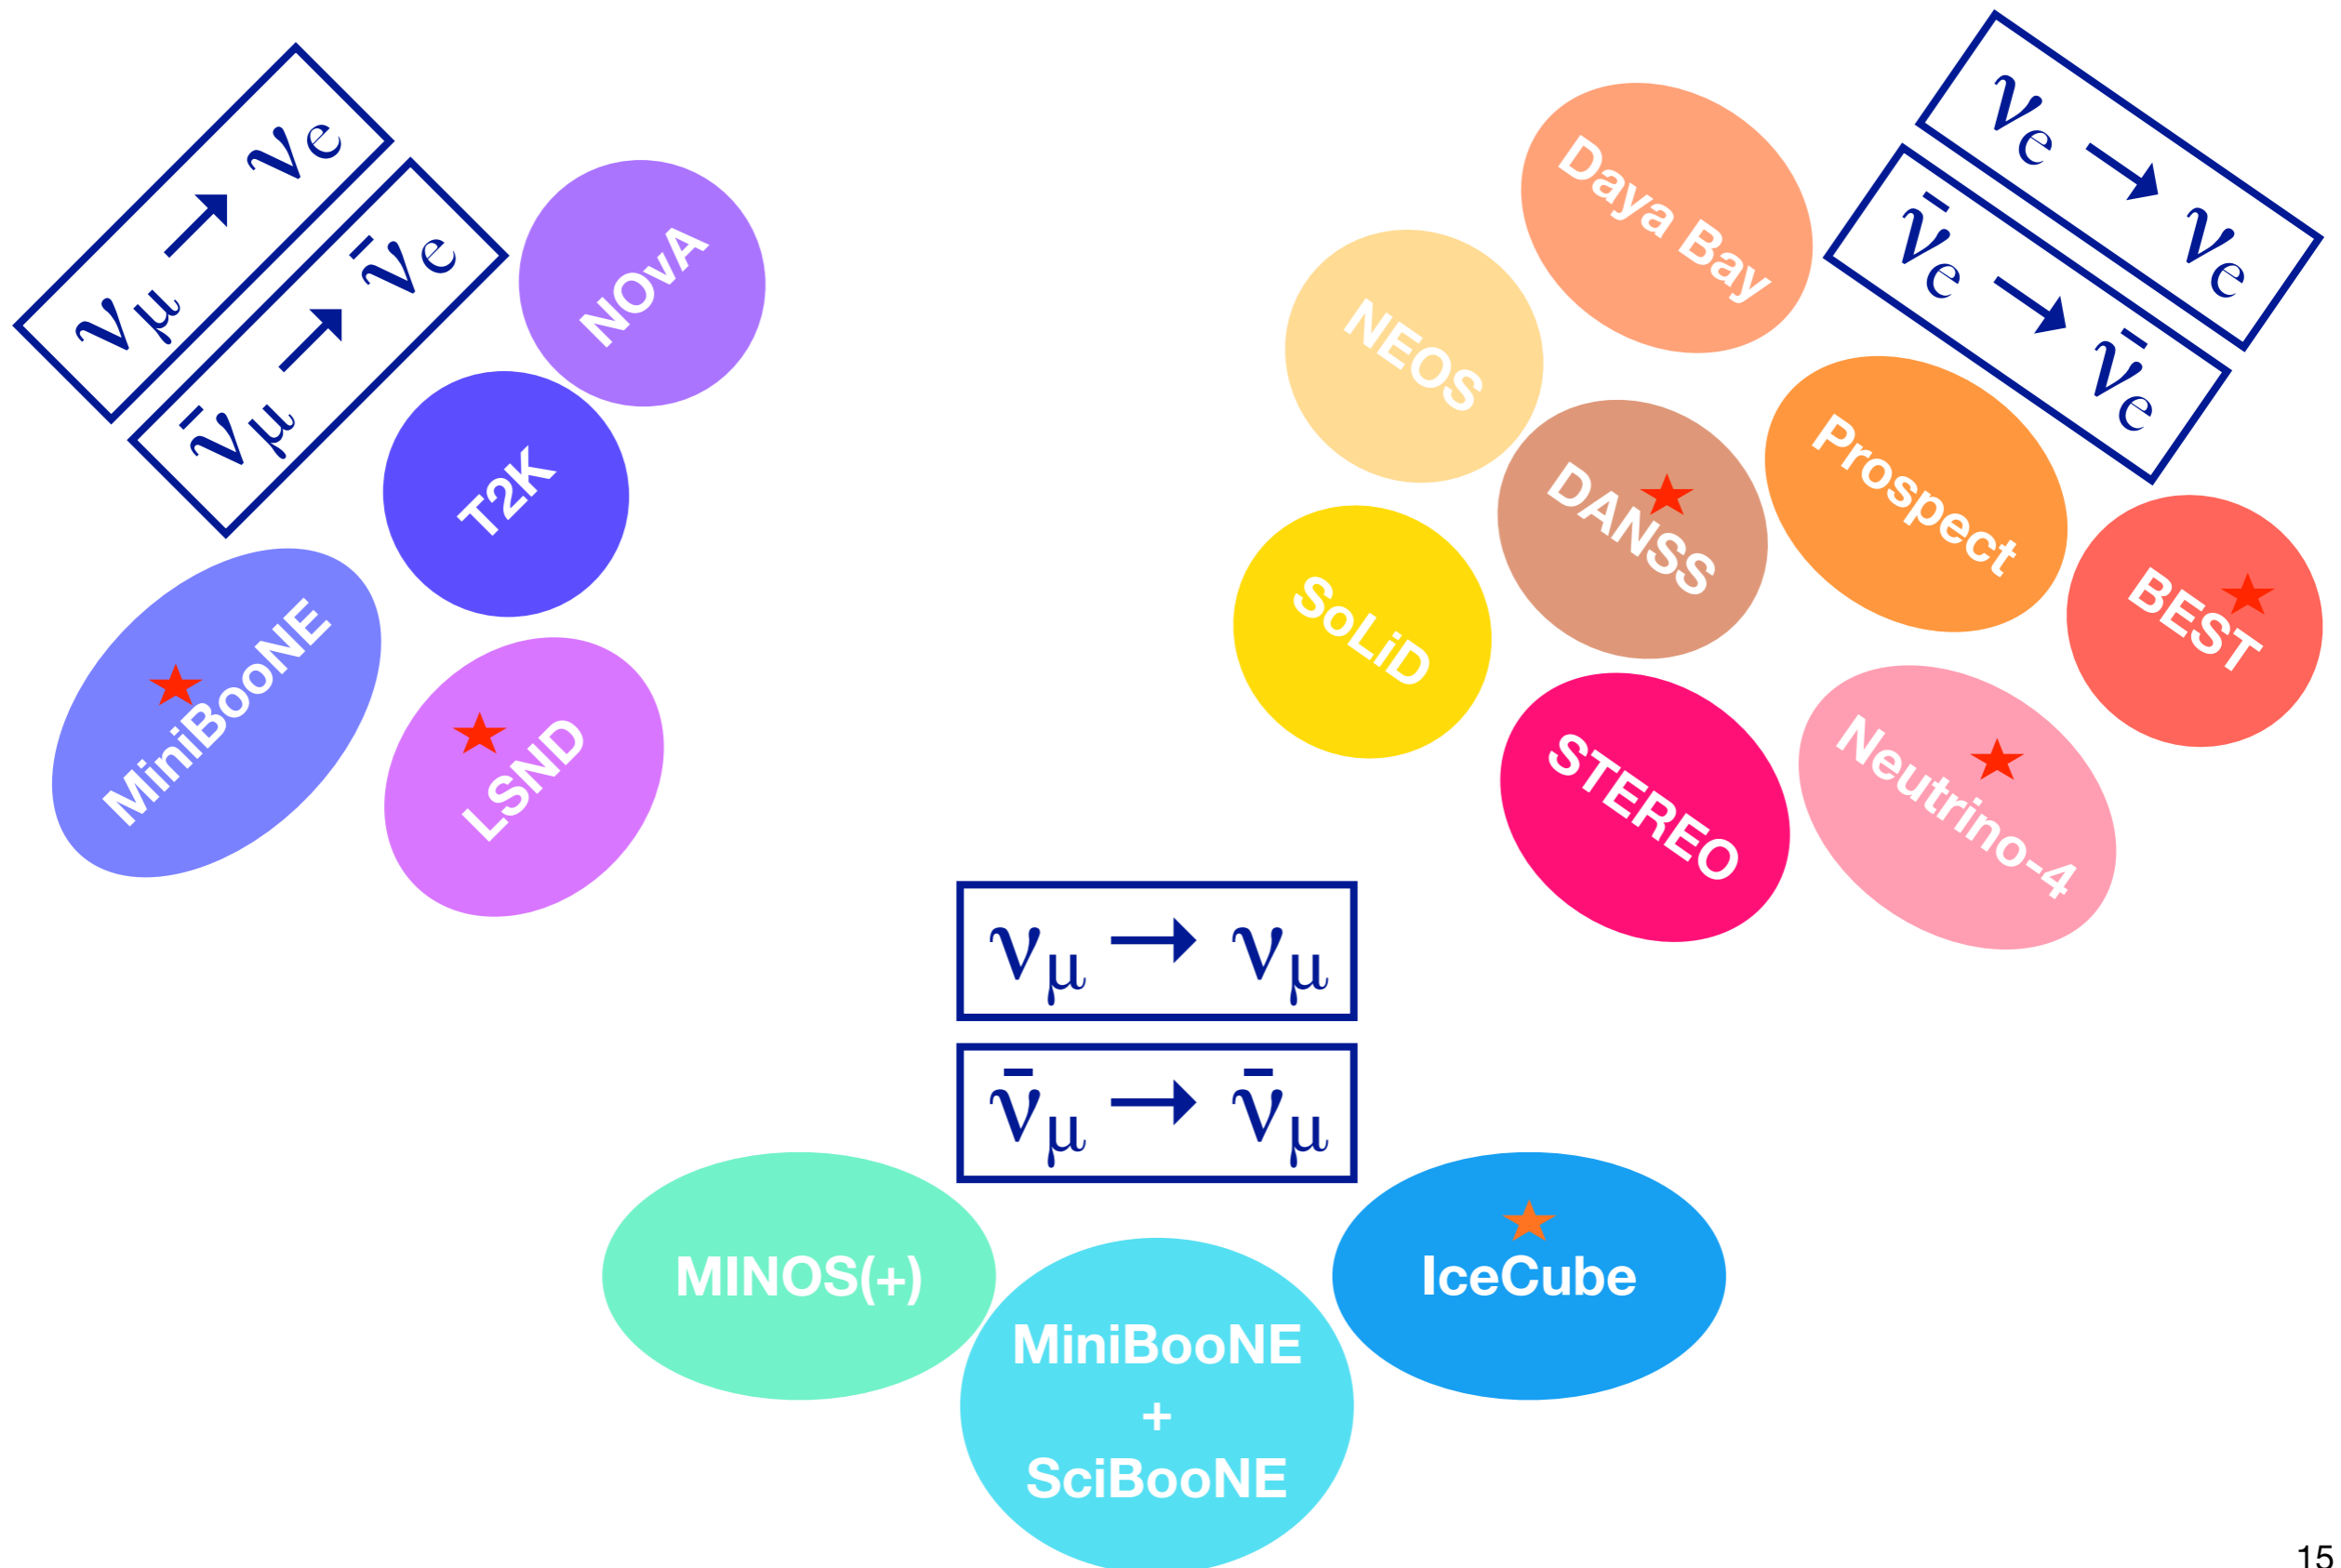 νμ → νe
ν̄μ → ν̄e
NOνA
T2K
MiniBooNE
LSND
νe → νe
ν̄e → ν̄e
Daya Bay
NEOS
Prospect
DANSS
BEST
SoLiD
STEREO
Neutrino-4
νμ → νμ
ν̄μ → ν̄μ
MINOS(+)
IceCube
MiniBooNE
+
SciBooNE
15